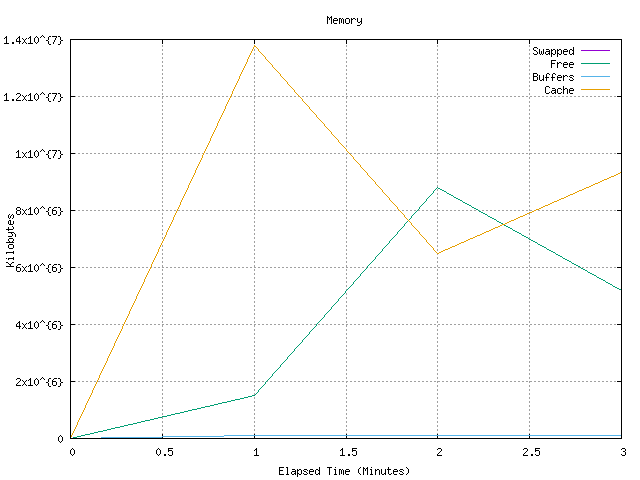 Memory
1.4x10^{7}
1.2x10^{7}
1x10^{7}
8x10^{6}
6x10^{6}
4x10^{6}
2x10^{6}
0
Kilobytes
Swapped
Free
Buffers
Cache
0 0.5 1 1.5 2 2.5 3
Elapsed Time (Minutes)